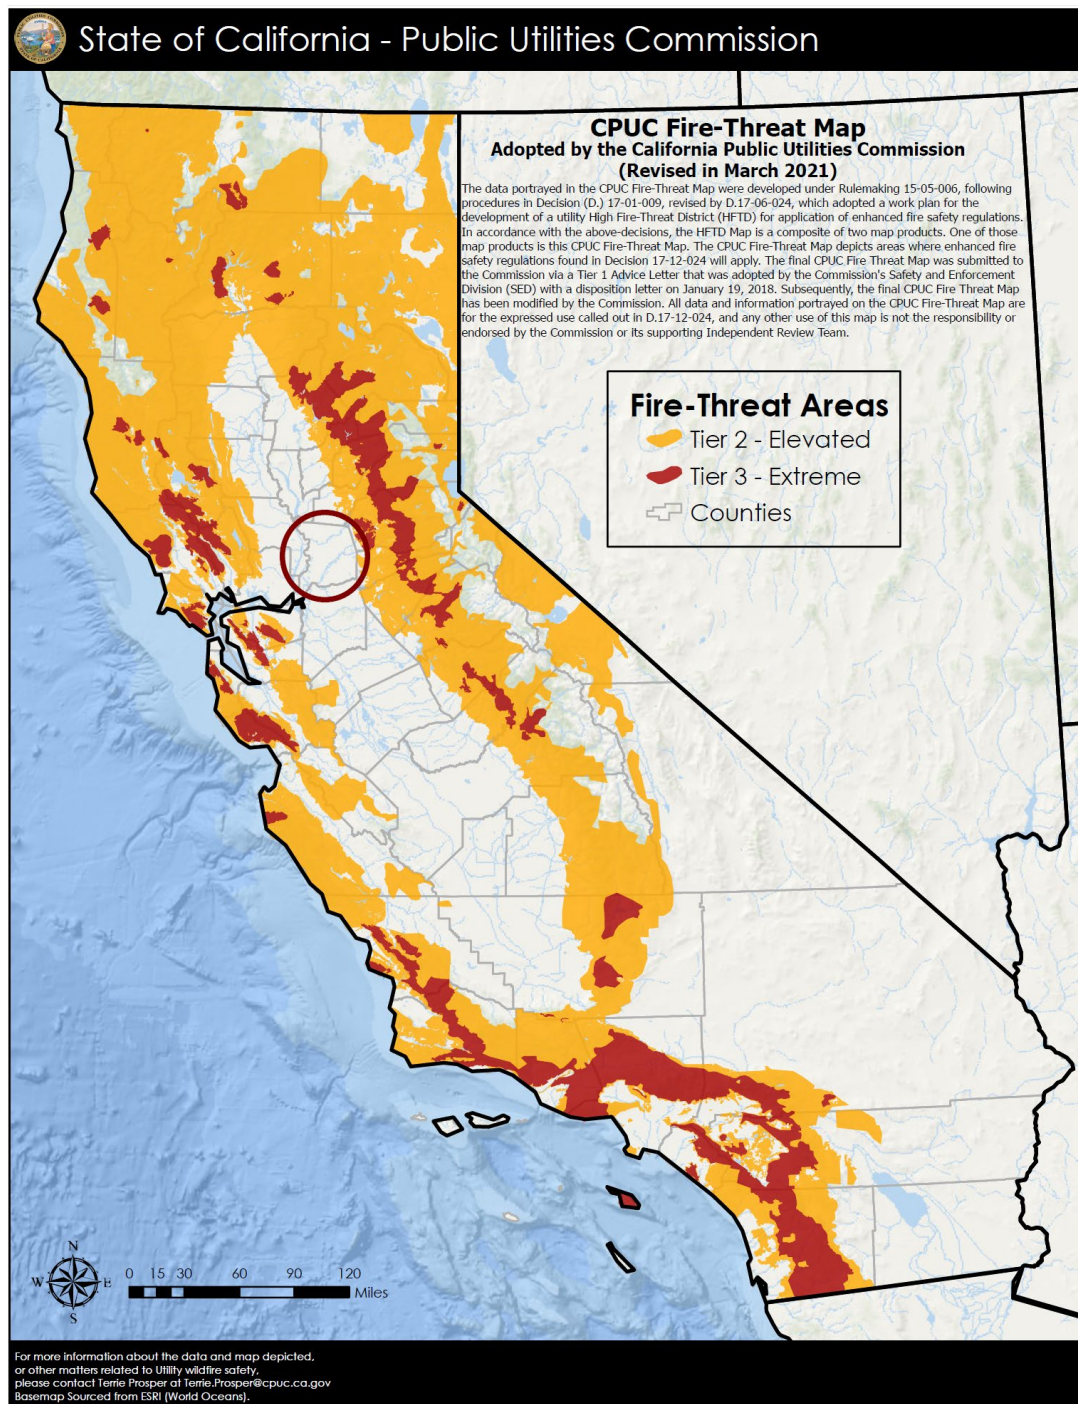 State of California - Public Utilities Commission
CPUC Fire-Threat Map
Adopted by the California Public Utilities Commission
(Revised in March 2021)
The data portrayed in the CPUC Fire-Threat Map were developed under Rulemaking 15-05-006, following
procedures in Decision (D.) 17-01-009, revised by D.17-06-024, which adopted a work plan for the
development of a utility High Fire-Threat District (HFTD) for application of enhanced fire safety regulations.
In accordance with the above-decisions, the HFTD Map is a composite of two map products. One of those
map products is this CPUC Fire-Threat Map. The CPUC Fire-Threat Map depicts areas where enhanced fire
safety regulations found in Decision 17-12-024 will apply. The final CPUC Fire Threat Map was submitted to
the Commission via a Tier 1 Advice Letter that was adopted by the Commission's Safety and Enforcement
Division (SED) with a disposition letter on January 19, 2018. Subsequently, the final CPUC Fire Threat Map
has been modified by the Commission. All data and information portrayed on the CPUC Fire-Threat Map are
for the expressed use called out in D.17-12-024, and any other use of this map is not the responsibility or
endorsed by the Commission or its supporting Independent Review Team.
Fire-Threat Areas
Tier 2 - Elevated
Tier 3 - Extreme
Counties
N
W E
S
0 15 30 60 90 120
Miles
For more information about the data and map depicted,
or other matters related to Utility wildfire safety,
please contact Terrie Prosper at Terrie.Prosper@cpuc.ca.gov
Basemap Sourced from ESRI (World Oceans).